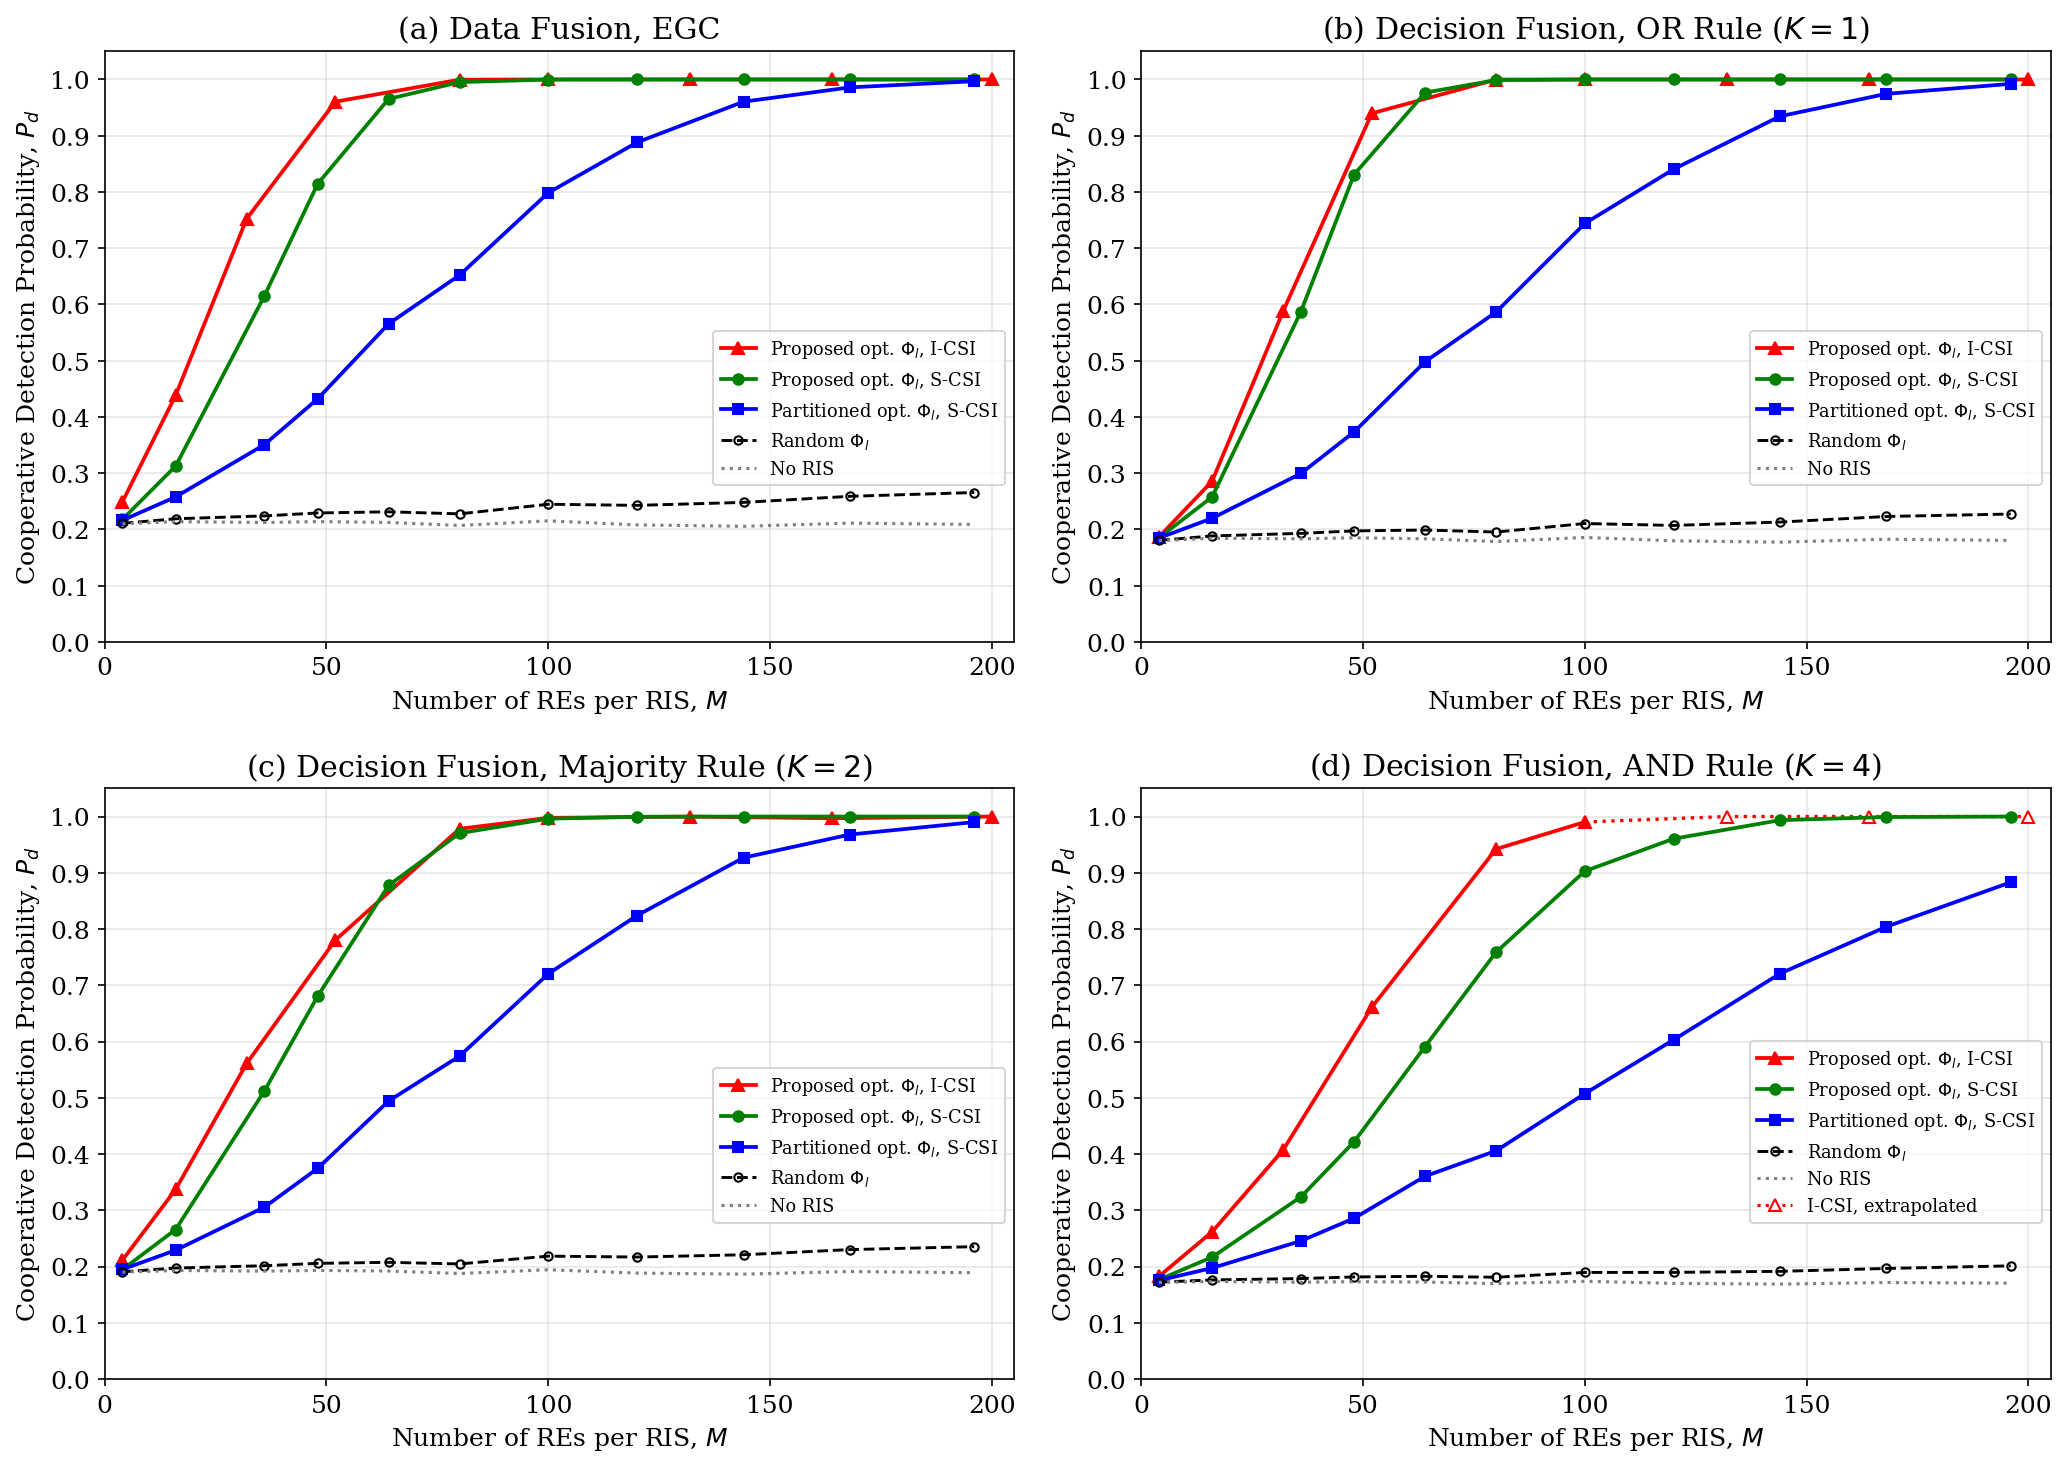 (a) Data Fusion, EGC
Cooperative Detection Probability, P_d
1.0
0.9
0.8
0.7
0.6
0.5
0.4
0.3
0.2
0.1
0.0
Proposed opt. Φ_l, I-CSI
Proposed opt. Φ_l, S-CSI
Partitioned opt. Φ_l, S-CSI
Random Φ_l
No RIS
0 50 100 150 200
Number of REs per RIS, M
(b) Decision Fusion, OR Rule (K = 1)
Cooperative Detection Probability, P_d
1.0
0.9
0.8
0.7
0.6
0.5
0.4
0.3
0.2
0.1
0.0
Proposed opt. Φ_l, I-CSI
Proposed opt. Φ_l, S-CSI
Partitioned opt. Φ_l, S-CSI
Random Φ_l
No RIS
0 50 100 150 200
Number of REs per RIS, M
(c) Decision Fusion, Majority Rule (K = 2)
Cooperative Detection Probability, P_d
1.0
0.9
0.8
0.7
0.6
0.5
0.4
0.3
0.2
0.1
0.0
Proposed opt. Φ_l, I-CSI
Proposed opt. Φ_l, S-CSI
Partitioned opt. Φ_l, S-CSI
Random Φ_l
No RIS
0 50 100 150 200
Number of REs per RIS, M
(d) Decision Fusion, AND Rule (K = 4)
Cooperative Detection Probability, P_d
1.0
0.9
0.8
0.7
0.6
0.5
0.4
0.3
0.2
0.1
0.0
Proposed opt. Φ_l, I-CSI
Proposed opt. Φ_l, S-CSI
Partitioned opt. Φ_l, S-CSI
Random Φ_l
No RIS
I-CSI, extrapolated
0 50 100 150 200
Number of REs per RIS, M